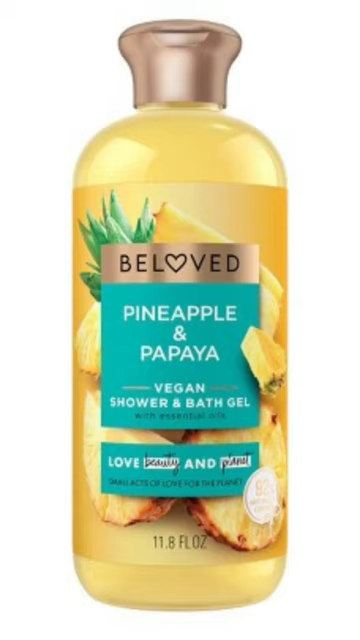 BELOVED
PINEAPPLE
&
PAPAYA
VEGAN
SHOWER & BATH GEL
with essential oils
LOVE beauty AND planet
SMALL ACTS OF LOVE FOR THE PLANET
11.8 FL OZ